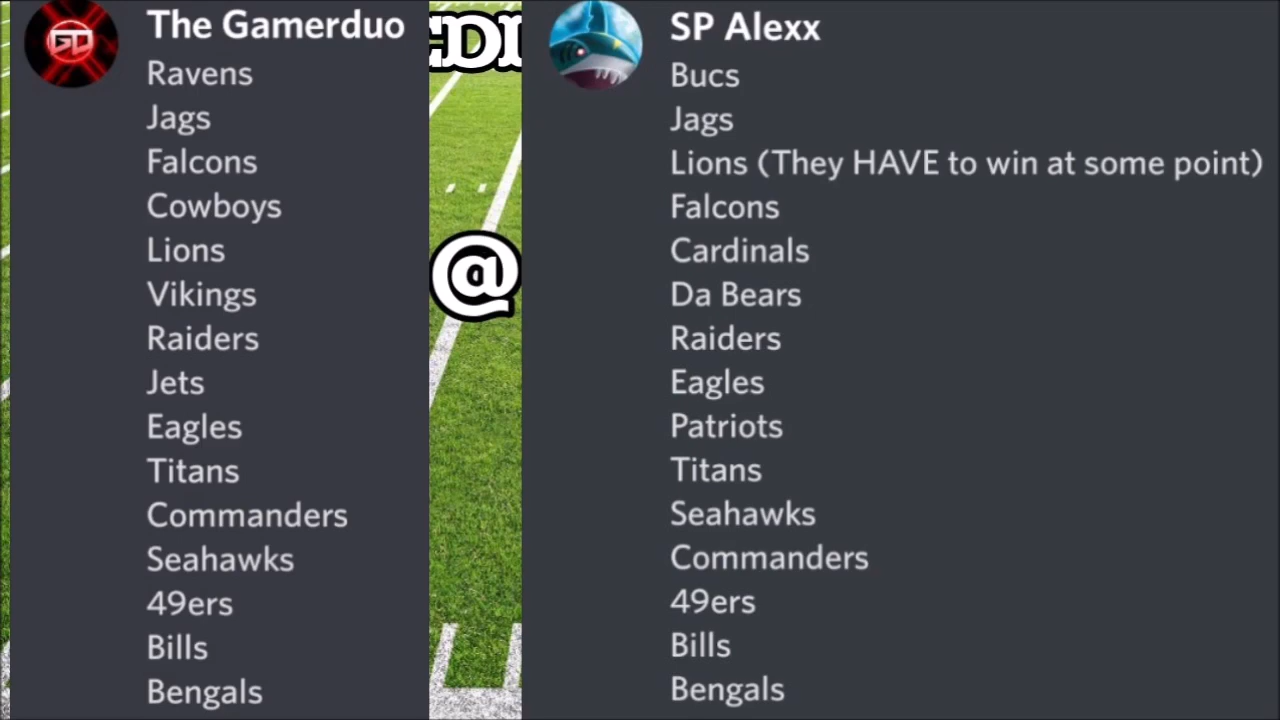 The Gamerduo
Ravens
Jags
Falcons
Cowboys
Lions
Vikings
Raiders
Jets
Eagles
Titans
Commanders
Seahawks
49ers
Bills
Bengals
@
SP Alexx
Bucs
Jags
Lions (They HAVE to win at some point)
Falcons
Cardinals
Da Bears
Raiders
Eagles
Patriots
Titans
Seahawks
Commanders
49ers
Bills
Bengals